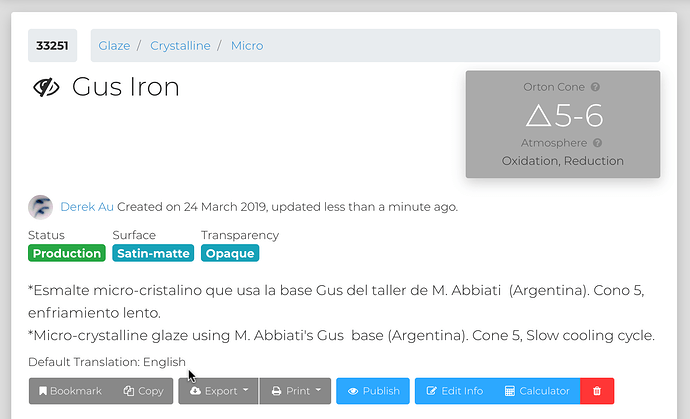 33251
Glaze / Crystalline / Micro
Gus Iron
Orton Cone
△5-6
Atmosphere
Oxidation, Reduction
Derek Au Created on 24 March 2019, updated less than a minute ago.
Status Surface Transparency
Production Satin-matte Opaque
*Esmalte micro-cristalino que usa la base Gus del taller de M. Abbiati (Argentina). Cono 5,
enfriamiento lento.
*Micro-crystalline glaze using M. Abbiati's Gus base (Argentina). Cone 5, Slow cooling cycle.
Default Translation: English
Bookmark Copy Export Print Publish Edit Info Calculator